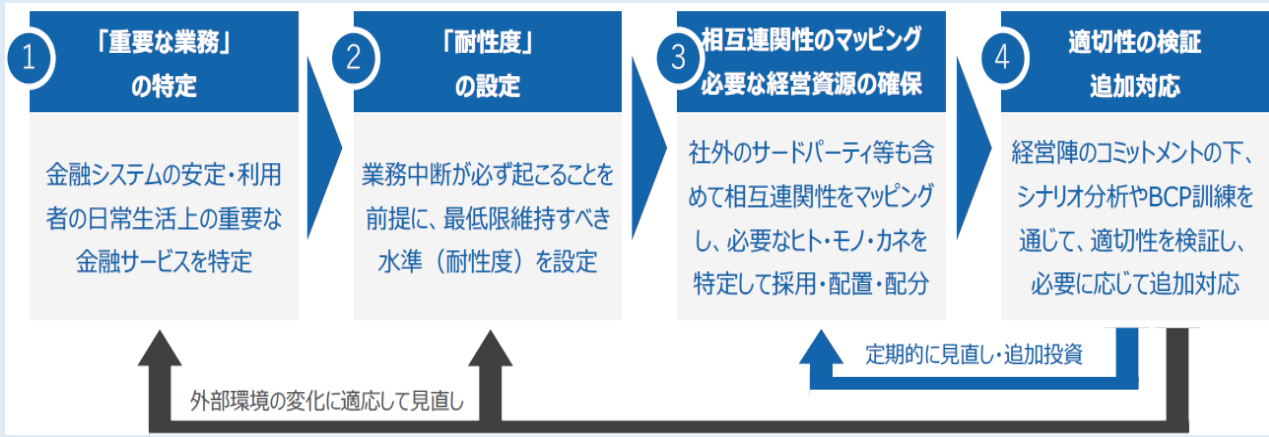 1
「重要な業務」
の特定
金融システムの安定・利用
者の日常生活上の重要な
金融サービスを特定
2
「耐性度」
の設定
業務中断が必ず起こることを
前提に、最低限維持すべき
水準（耐性度）を設定
3
相互連関性のマッピング
必要な経営資源の確保
社外のサードパーティ等も含
めて相互連関性をマッピング
し、必要なヒト・モノ・カネを
特定して採用・配置・配分
4
適切性の検証
追加対応
経営陣のコミットメントの下、
シナリオ分析やBCP訓練を
通じて、適切性を検証し、
必要に応じて追加対応
定期的に見直し・追加投資
外部環境の変化に適応して見直し